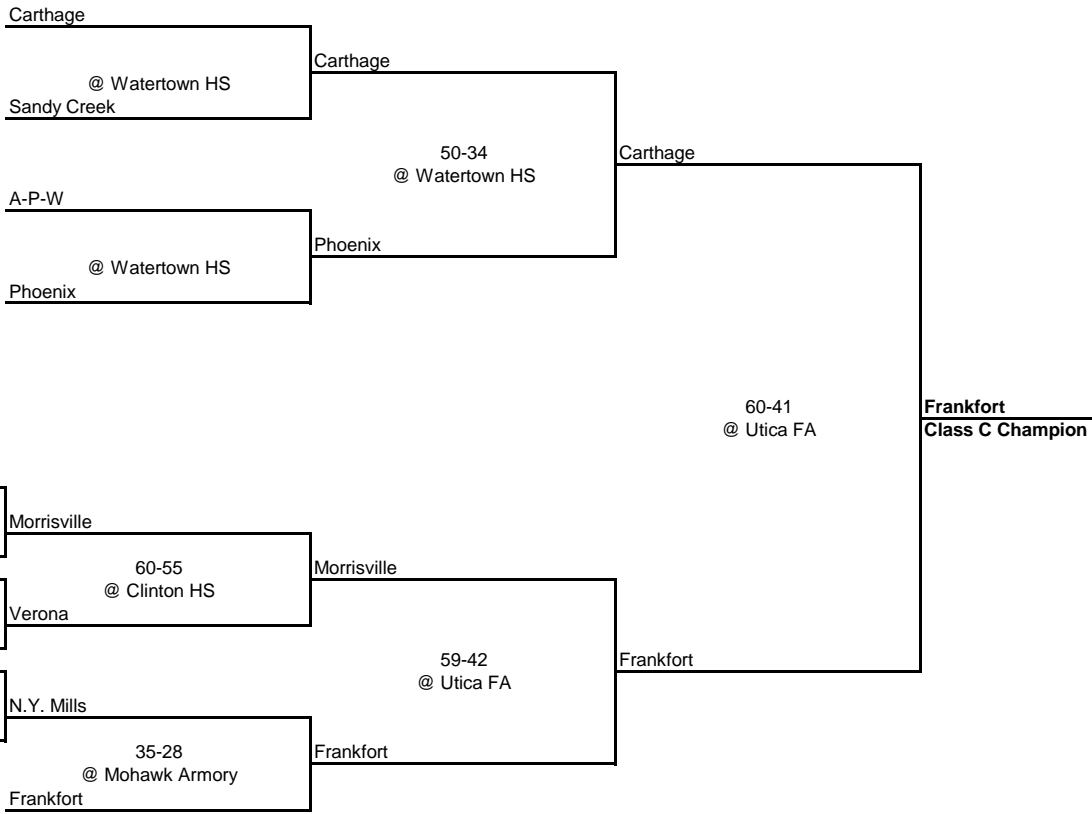 Carthage
Carthage
@ Watertown HS
Sandy Creek
50-34
Carthage
@ Watertown HS
A-P-W
Phoenix
@ Watertown HS
Phoenix
60-41
Frankfort
@ Utica FA
Class C Champion
Morrisville
60-55
Morrisville
@ Clinton HS
Verona
59-42
Frankfort
@ Utica FA
N.Y. Mills
35-28
Frankfort
@ Mohawk Armory
Frankfort